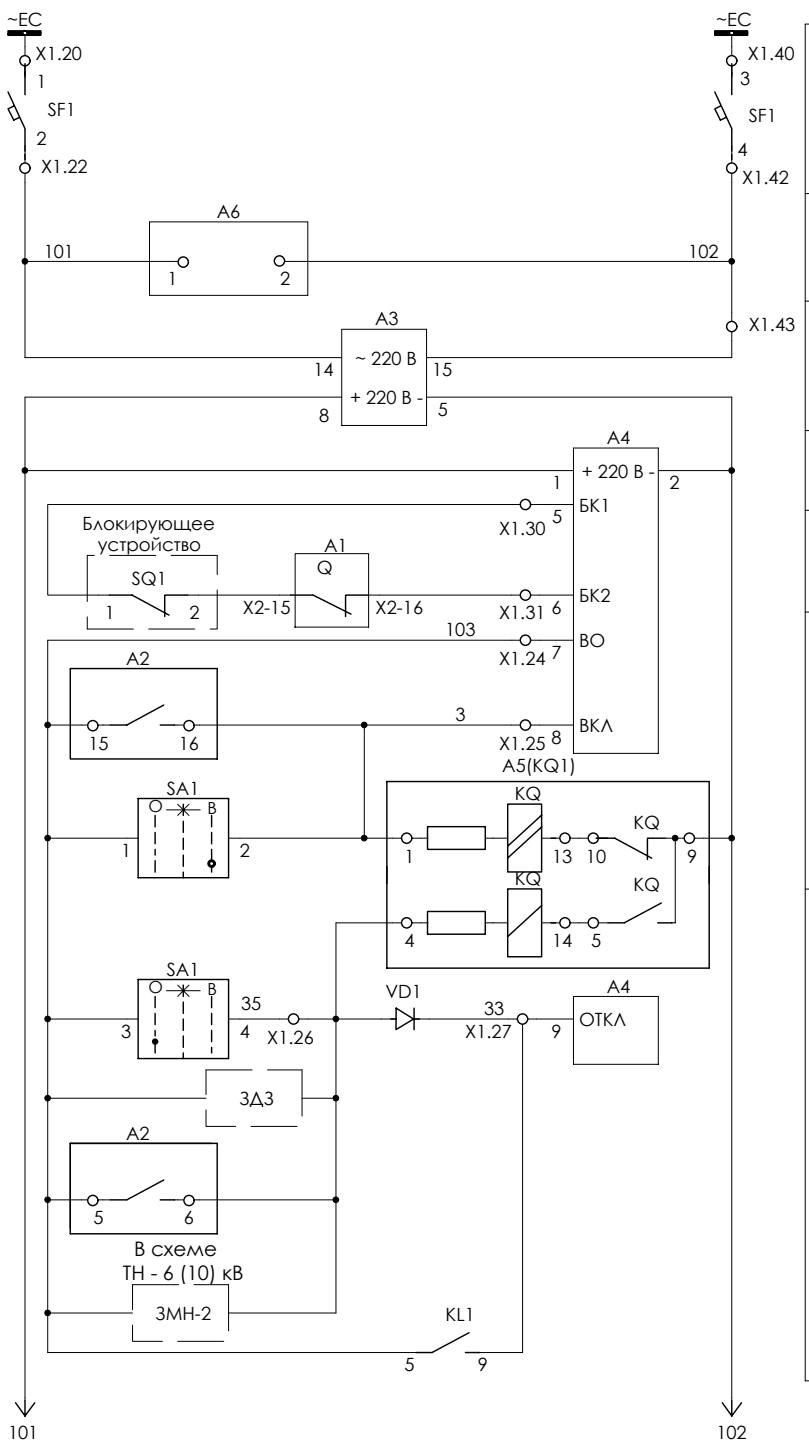 ~EC ~EC
X1.20 X1.40
1 3
SF1 SF1
2 4
X1.22 X1.42
A6
101 102
1 2
X1.43
A3
14 ~ 220 В 15
8 + 220 В - 5
A4
1 + 220 В - 2
X1.30 5 БК1
Блокирующее
устройство
SQ1 A1
Q
1 2 X2-15 X2-16 X1.31 6 БК2
103 X1.24 7 ВО
A2
15 16 3 X1.25 8 ВКЛ
A5(KQ1)
SA1 KQ KQ
В
1 2 1 13 10 9
KQ KQ
4 14 5
SA1 VD1 A4
В
3 35 4 X1.26 33 X1.27 9 ОТКЛ
ЗДЗ
A2
5 6
В схеме
ТН - 6 (10) кВ
ЗМН-2 KL1
5 9
101 102